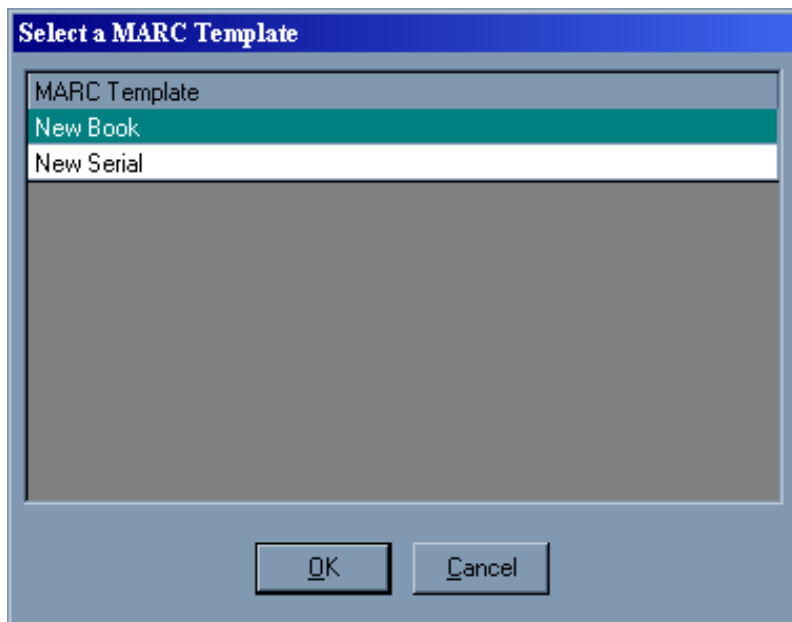 Select a MARC Template
MARC Template
New Book
New Serial
OK Cancel